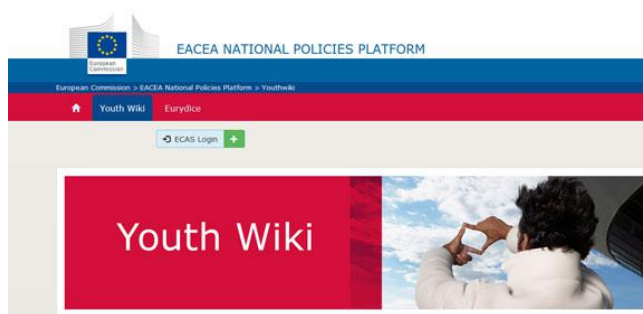 European
Commission
EACEA NATIONAL POLICIES PLATFORM
European Commission > EACEA National Policies Platform > Youthwiki
Youth Wiki
Eurydice
ECAS Login +
Youth Wiki